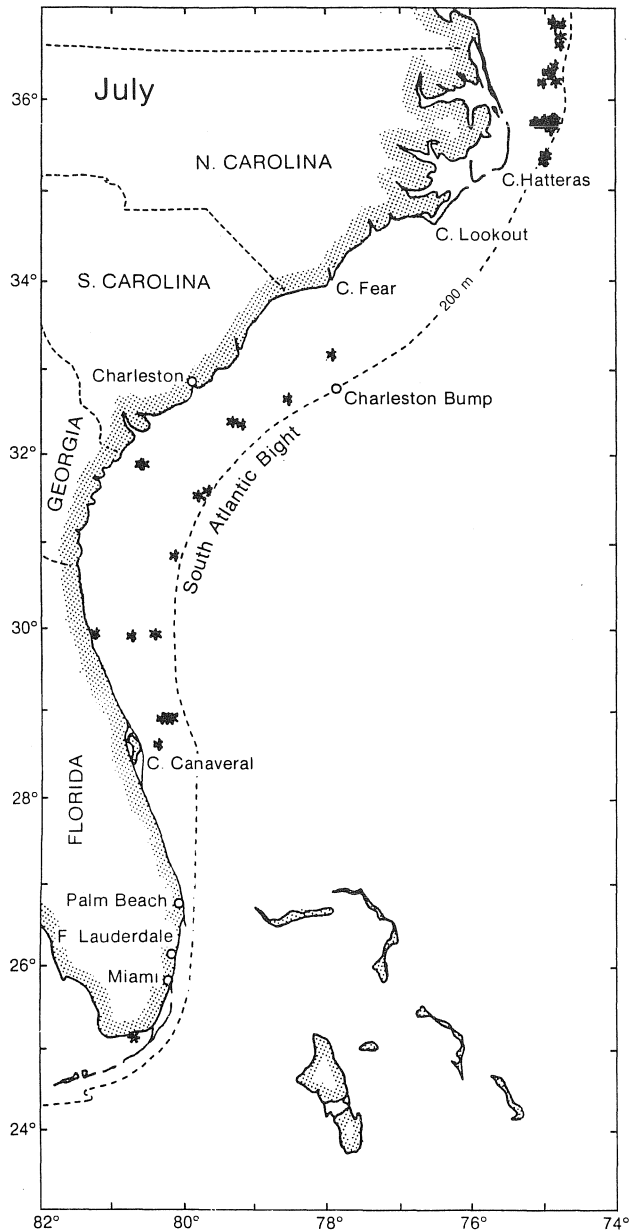 July
36°
N. CAROLINA
C. Hatteras
C. Lookout
34°
S. CAROLINA
C. Fear
200 m
Charleston
Charleston Bump
32°
GEORGIA
South Atlantic Bight
30°
C. Canaveral
FLORIDA
28°
Palm Beach
F Lauderdale
26°
Miami
24°
82° 80° 78° 76° 74°